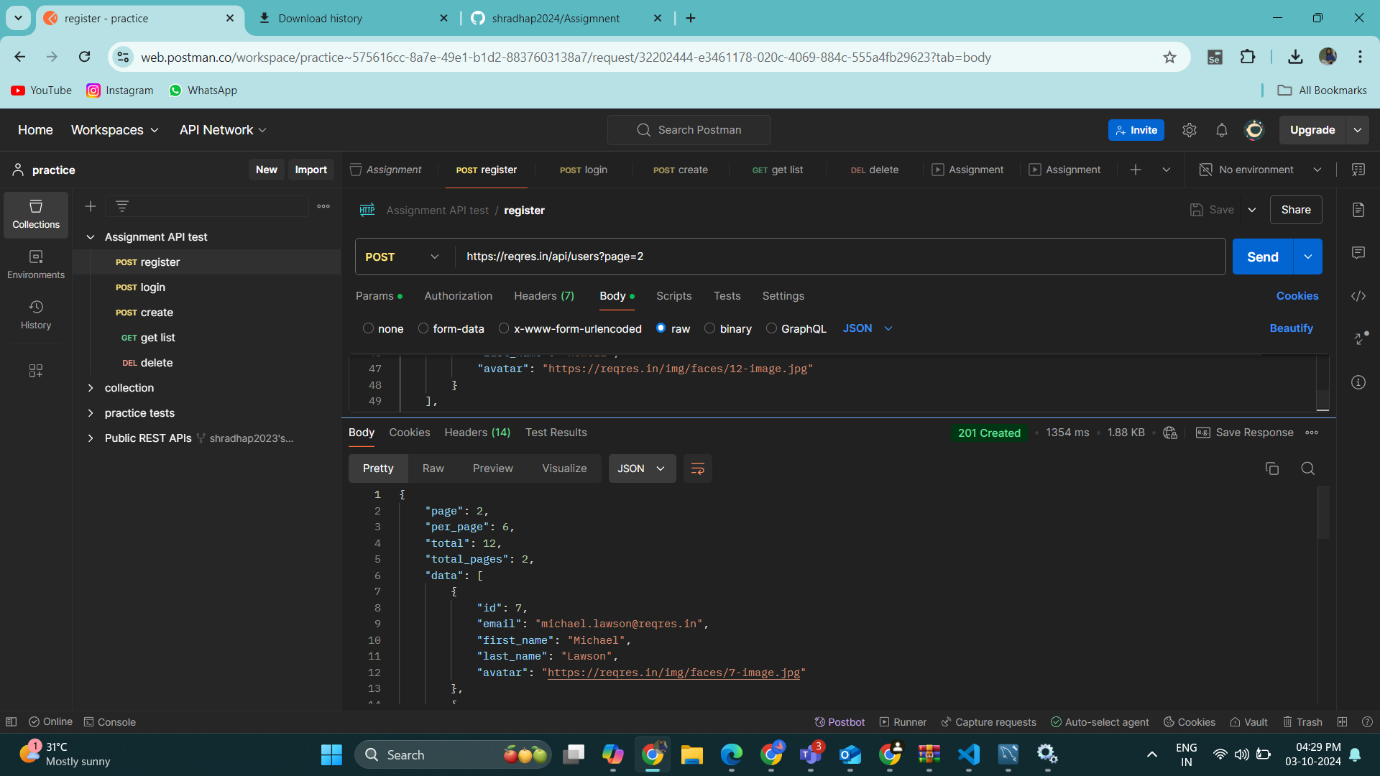 register - practice
Download history
shradhap2024/Assigmnent
web.postman.co/workspace/practice~575616cc-8a7e-49e1-b1d2-8837603138a7/request/32202444-e3461178-020c-4069-884c-555a4fb29623?tab=body
YouTube Instagram WhatsApp All Bookmarks
Home Workspaces API Network Search Postman Invite Upgrade
practice New Import
Assignment POST register POST login POST create GET get list DEL delete Assignment Assignment No environment
Collections
Environments
History
Assignment API test
POST register
POST login
POST create
GET get list
DEL delete
collection
practice tests
Public REST APIs shradhap2023's...
HTTP Assignment API test / register Save Share
POST https://reqres.in/api/users?page=2 Send
Params Authorization Headers (7) Body Scripts Tests Settings Cookies
none form-data x-www-form-urlencoded raw binary GraphQL JSON Beautify
47 "avatar": "https://reqres.in/img/faces/12-image.jpg"
48 }
49 ],
Body Cookies Headers (14) Test Results 201 Created 1354 ms 1.88 KB e.g. Save Response
Pretty Raw Preview Visualize JSON
1 {
2 "page": 2,
3 "per_page": 6,
4 "total": 12,
5 "total_pages": 2,
6 "data": [
7 {
8 "id": 7,
9 "email": "michael.lawson@reqres.in",
10 "first_name": "Michael",
11 "last_name": "Lawson",
12 "avatar": "https://reqres.in/img/faces/7-image.jpg"
13 },
Online Console Postbot Runner Capture requests Auto-select agent Cookies Vault Trash
1 31°C
Mostly sunny
Search
3
ENG
IN
04:29 PM
03-10-2024